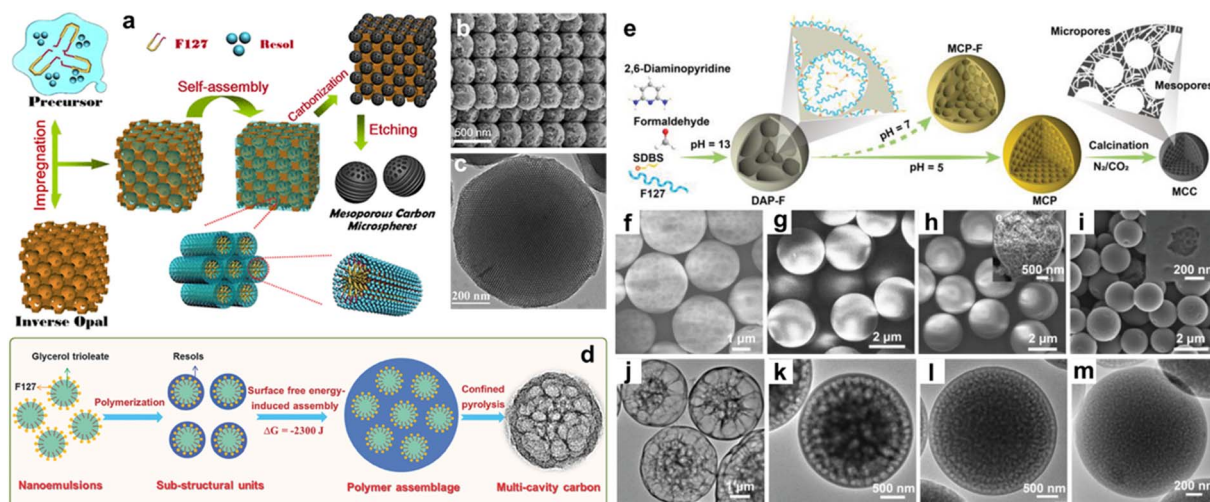 a
F127
Resol
Precursor
Self-assembly
Carbonization
Impregnation
Etching
Mesoporous Carbon
Microspheres
Inverse Opal
b
500 nm
c
200 nm
d
Glycerol trioleate
F127
Resols
Polymerization
Surface free energy-
induced assembly
ΔG = -2300 J
Confined
pyrolysis
Nanoemulsions
Sub-structural units
Polymer assemblage
Multi-cavity carbon
e
2,6-Diaminopyridine
Formaldehyde
SDBS
F127
pH = 13
DAP-F
MCP-F
pH = 7
pH = 5
MCP
Micropores
Mesopores
Calcination
N₂/CO₂
MCC
f
1 μm
g
2 μm
h
500 nm
2 μm
i
200 nm
2 μm
j
1 μm
k
500 nm
l
500 nm
m
200 nm